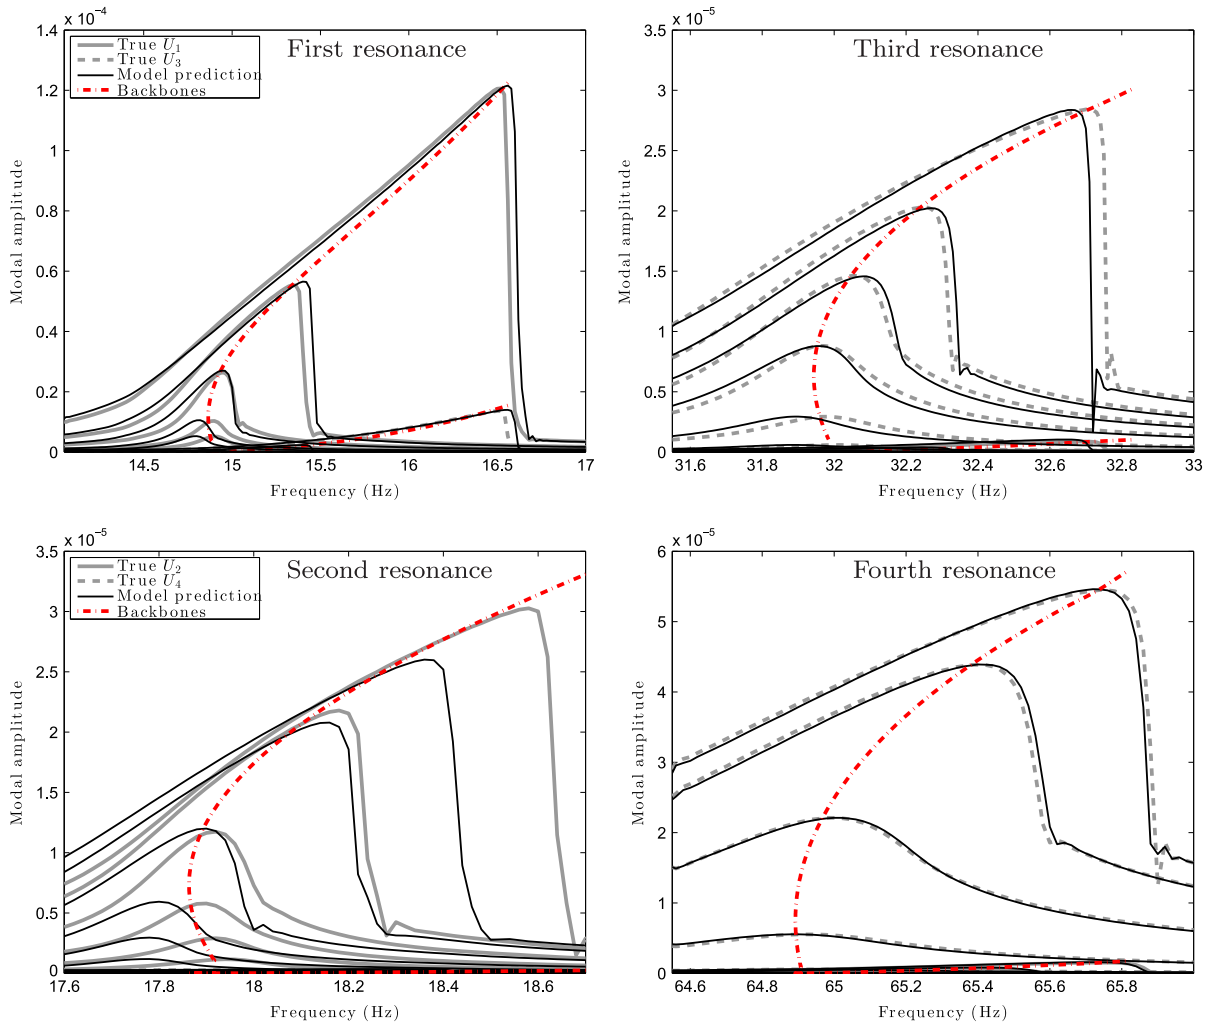 x 10⁻⁴
First resonance
True U₁
True U₃
Model prediction
Backbones
1.4
1.2
1
0.8
0.6
0.4
0.2
0
Modal amplitude
14.5 15 15.5 16 16.5 17
Frequency (Hz)
x 10⁻⁵
Third resonance
3.5
3
2.5
2
1.5
1
0.5
0
Modal amplitude
31.6 31.8 32 32.2 32.4 32.6 32.8 33
Frequency (Hz)
x 10⁻⁵
Second resonance
True U₂
True U₄
Model prediction
Backbones
3.5
3
2.5
2
1.5
1
0.5
0
Modal amplitude
17.6 17.8 18 18.2 18.4 18.6
Frequency (Hz)
x 10⁻⁵
Fourth resonance
6
5
4
3
2
1
0
Modal amplitude
64.6 64.8 65 65.2 65.4 65.6 65.8
Frequency (Hz)